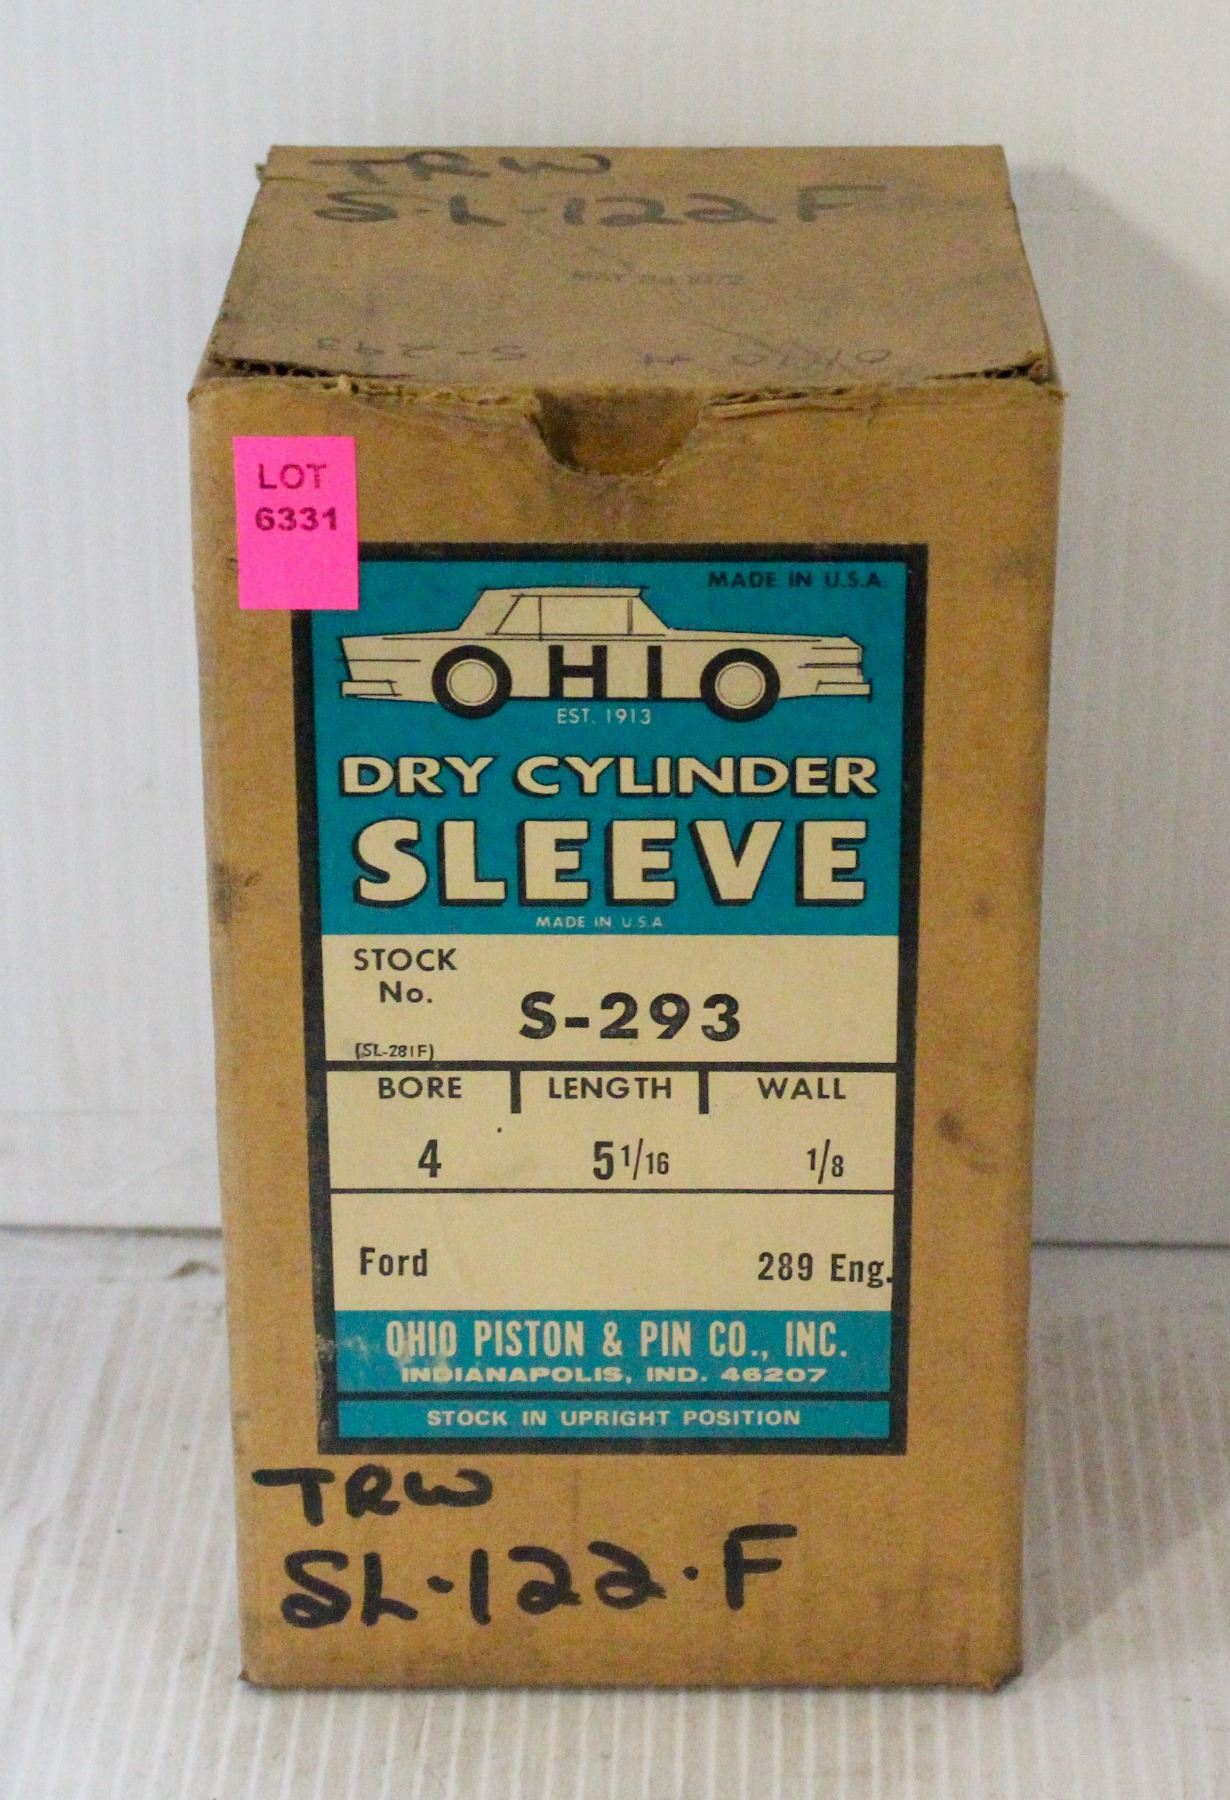 TRW
S·L·122F
OHIO # S-293
LOT
6331
MADE IN U.S.A.
OHIO
EST. 1913
DRY CYLINDER
SLEEVE
MADE IN U.S.A
STOCK
No.
S-293
(SL-281F)
BORE LENGTH WALL
4 5 1/16 1/8
Ford 289 Eng.
OHIO PISTON & PIN CO., INC.
INDIANAPOLIS, IND. 46207
STOCK IN UPRIGHT POSITION
TRW
SL·122·F